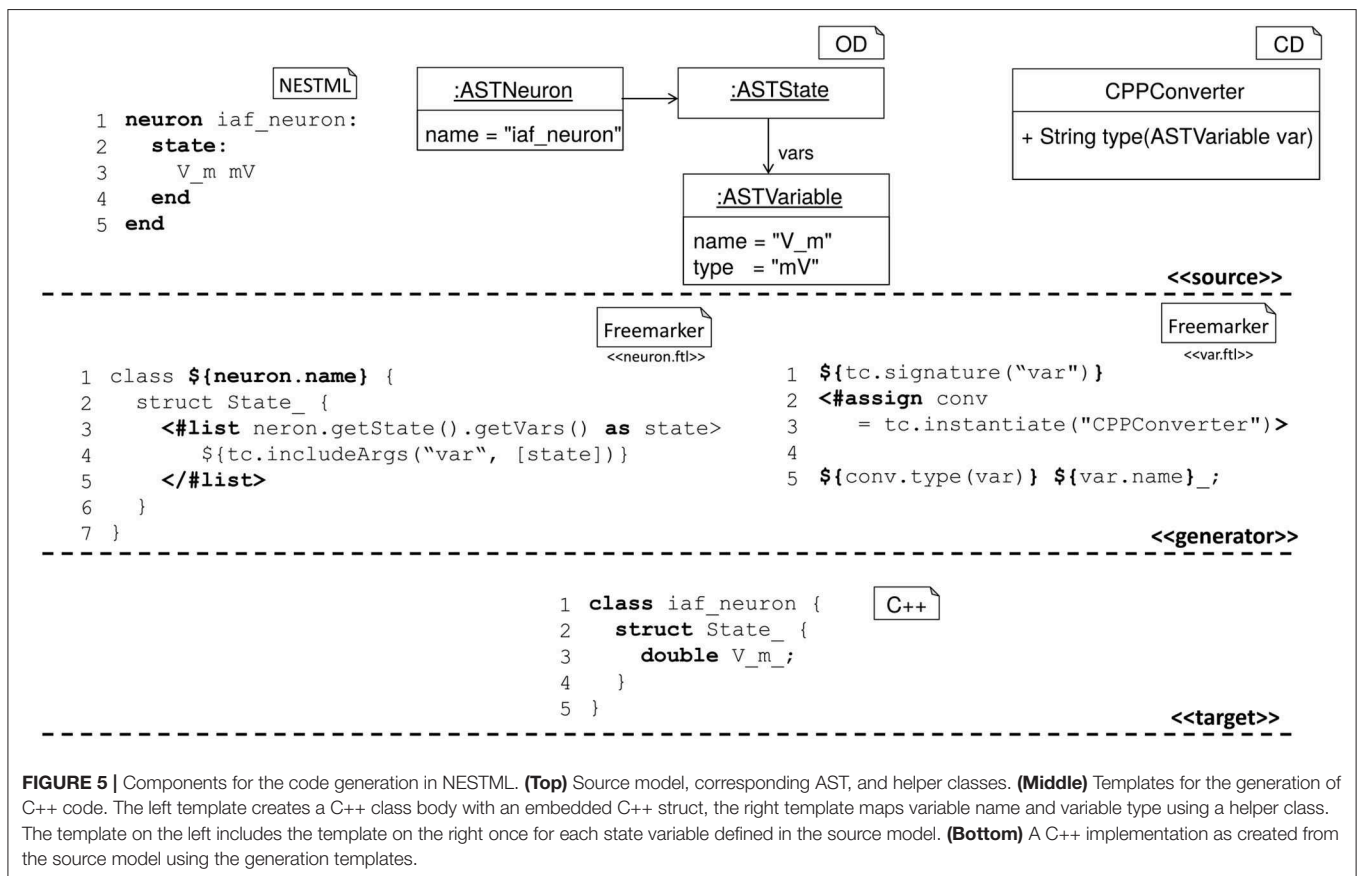 NESTML
1 neuron iaf_neuron:
2 state:
3 V_m mV
4 end
5 end
OD
:ASTNeuron
name = "iaf_neuron"
:ASTState
vars
:ASTVariable
name = "V_m"
type = "mV"
CD
CPPConverter
+ String type(ASTVariable var)
<<source>>
Freemarker
<<neuron.ftl>>
1 class ${neuron.name} {
2 struct State_ {
3 <#list neron.getState().getVars() as state>
4 ${tc.includeArgs(“var“, [state])}
5 </#list>
6 }
7 }
Freemarker
<<var.ftl>>
1 ${tc.signature(“var")}
2 <#assign conv
3 = tc.instantiate("CPPConverter")>
4
5 ${conv.type(var)} ${var.name}_;
<<generator>>
C++
1 class iaf_neuron {
2 struct State_ {
3 double V_m_;
4 }
5 }
<<target>>
FIGURE 5 | Components for the code generation in NESTML. (Top) Source model, corresponding AST, and helper classes. (Middle) Templates for the generation of
C++ code. The left template creates a C++ class body with an embedded C++ struct, the right template maps variable name and variable type using a helper class.
The template on the left includes the template on the right once for each state variable defined in the source model. (Bottom) A C++ implementation as created from
the source model using the generation templates.